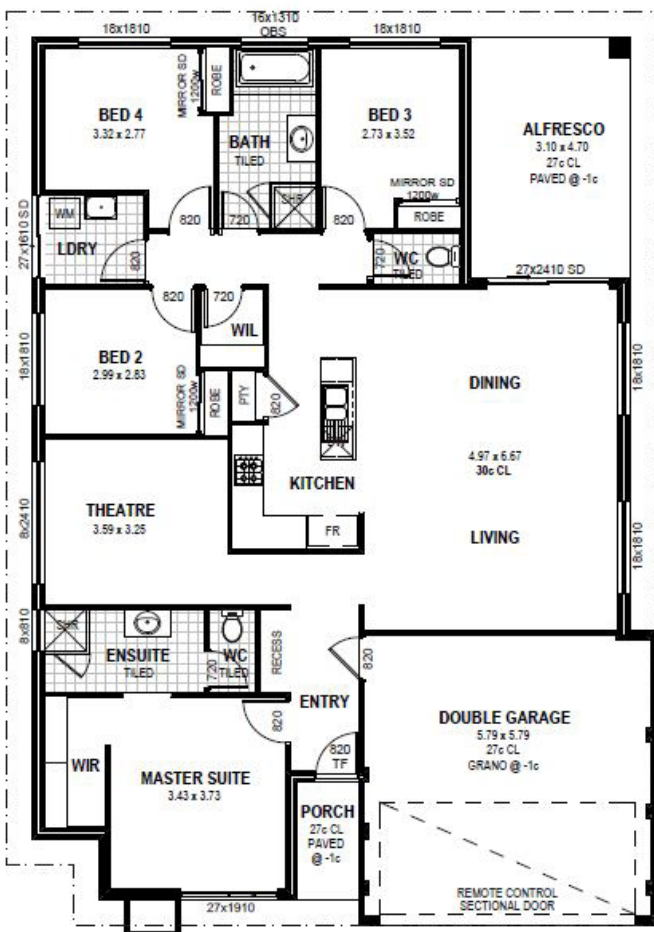 16x1310
OBS
18x1810
18x1810
BED 4
3.32 x 2.77
MIRROR SD
1200w
ROBE
BATH
TILED
BED 3
2.73 x 3.52
MIRROR SD
1200w
ROBE
ALFRESCO
3.10 x 4.70
27c CL
PAVED @ -1c
27x1610 SD
WM
LDRY
820
820
720
SHR
820
720
WC
TILED
27x2410 SD
18x1810
820
720
WIL
BED 2
2.99 x 2.83
MIRROR SD
1200w
ROBE
PTY
820
DINING
18x1810
4.97 x 6.67
30c CL
KITCHEN
FR
LIVING
18x1810
8x2410
THEATRE
3.59 x 3.25
8x810
SHR
ENSUITE
TILED
720
WC
TILED
RECESS
820
ENTRY
820
820
TF
WIR
MASTER SUITE
3.43 x 3.73
DOUBLE GARAGE
5.79 x 5.79
27c CL
GRANO @ -1c
PORCH
27c CL
PAVED
@ -1c
REMOTE CONTROL
SECTIONAL DOOR
27x1910